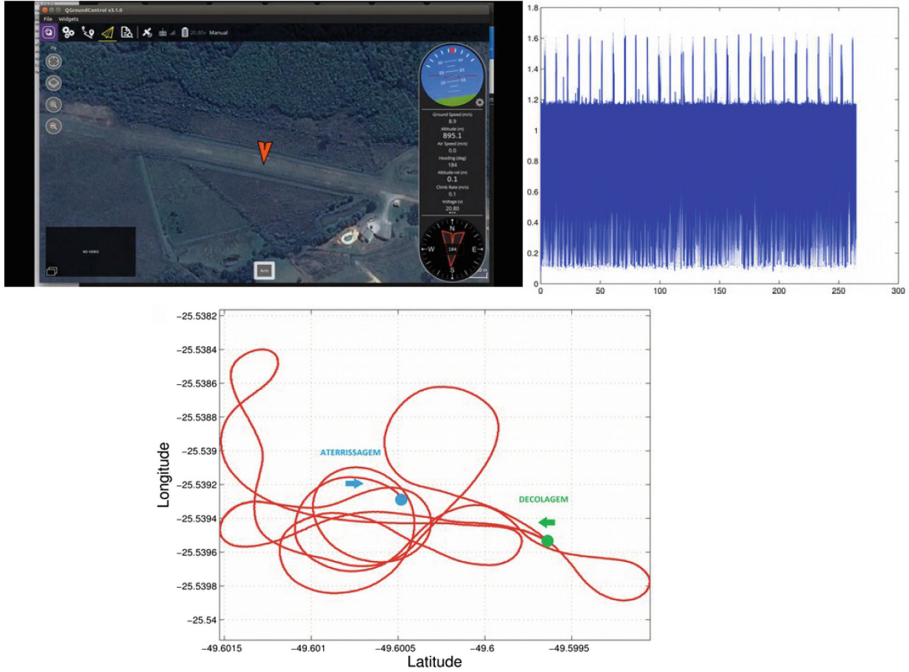 QGroundControl v3.1.0
File Widgets
20.80v Manual
Ground Speed (m/s)
8.9
Altitude (m)
895.1
Air Speed (m/s)
0.0
Heading (deg)
184
Altitude-rel (m)
0.1
Climb Rate (m/s)
0.1
Voltage (v)
20.80
N
W
184
E
S
NO VIDEO
1.8
1.6
1.4
1.2
1
0.8
0.6
0.4
0.2
0
0
50
100
150
200
250
300
-25.5382
-25.5384
-25.5386
-25.5388
-25.539
-25.5392
-25.5394
-25.5396
-25.5398
-25.54
Longitude
ATERRISSAGEM
DECOLAGEM
-49.6015
-49.601
-49.6005
-49.6
-49.5995
Latitude